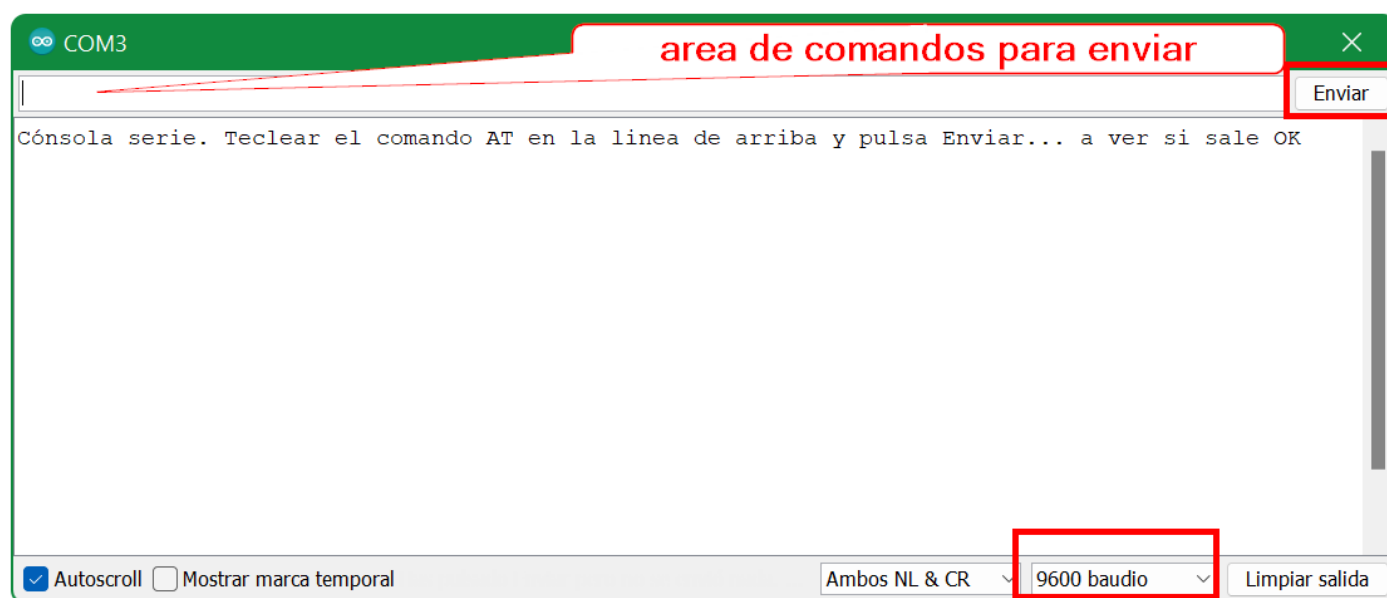 COM3
area de comandos para enviar
Enviar
Cónsola serie. Teclear el comando AT en la linea de arriba y pulsa Enviar... a ver si sale OK
Autoscroll Mostrar marca temporal Ambos NL & CR 9600 baudio Limpiar salida